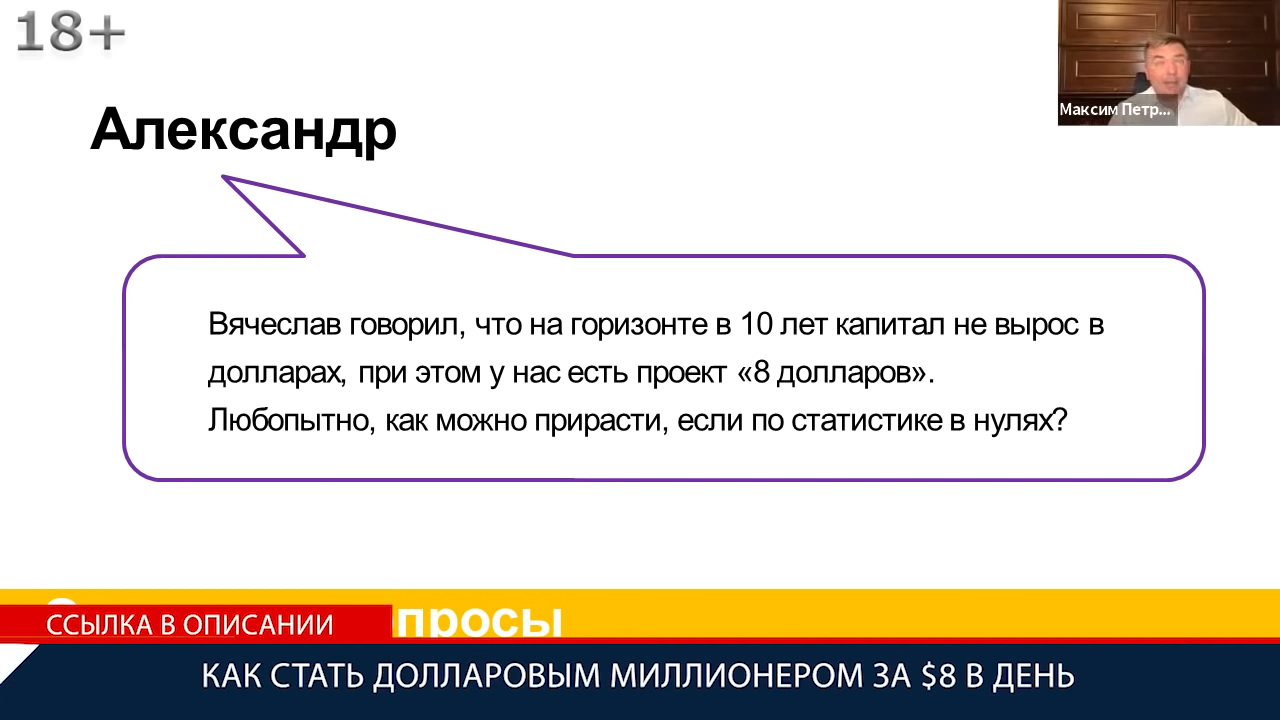 18+
Максим Петр...
Александр
Вячеслав говорил, что на горизонте в 10 лет капитал не вырос в
долларах, при этом у нас есть проект «8 долларов».
Любопытно, как можно прирасти, если по статистике в нулях?
ССЫЛКА В ОПИСАНИИ
КАК СТАТЬ ДОЛЛАРОВЫМ МИЛЛИОНЕРОМ ЗА $8 В ДЕНЬ